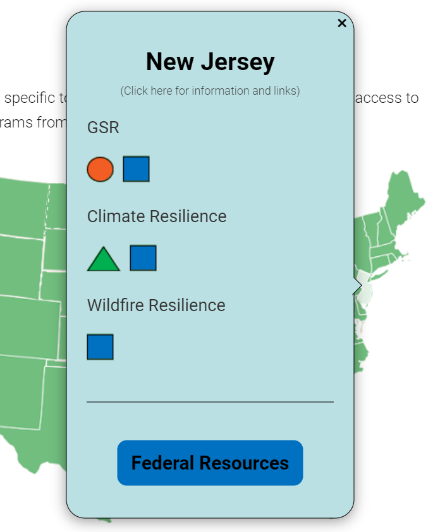 ×
New Jersey
(Click here for information and links)
specific to
access to
rams from
GSR
Climate Resilience
Wildfire Resilience
Federal Resources